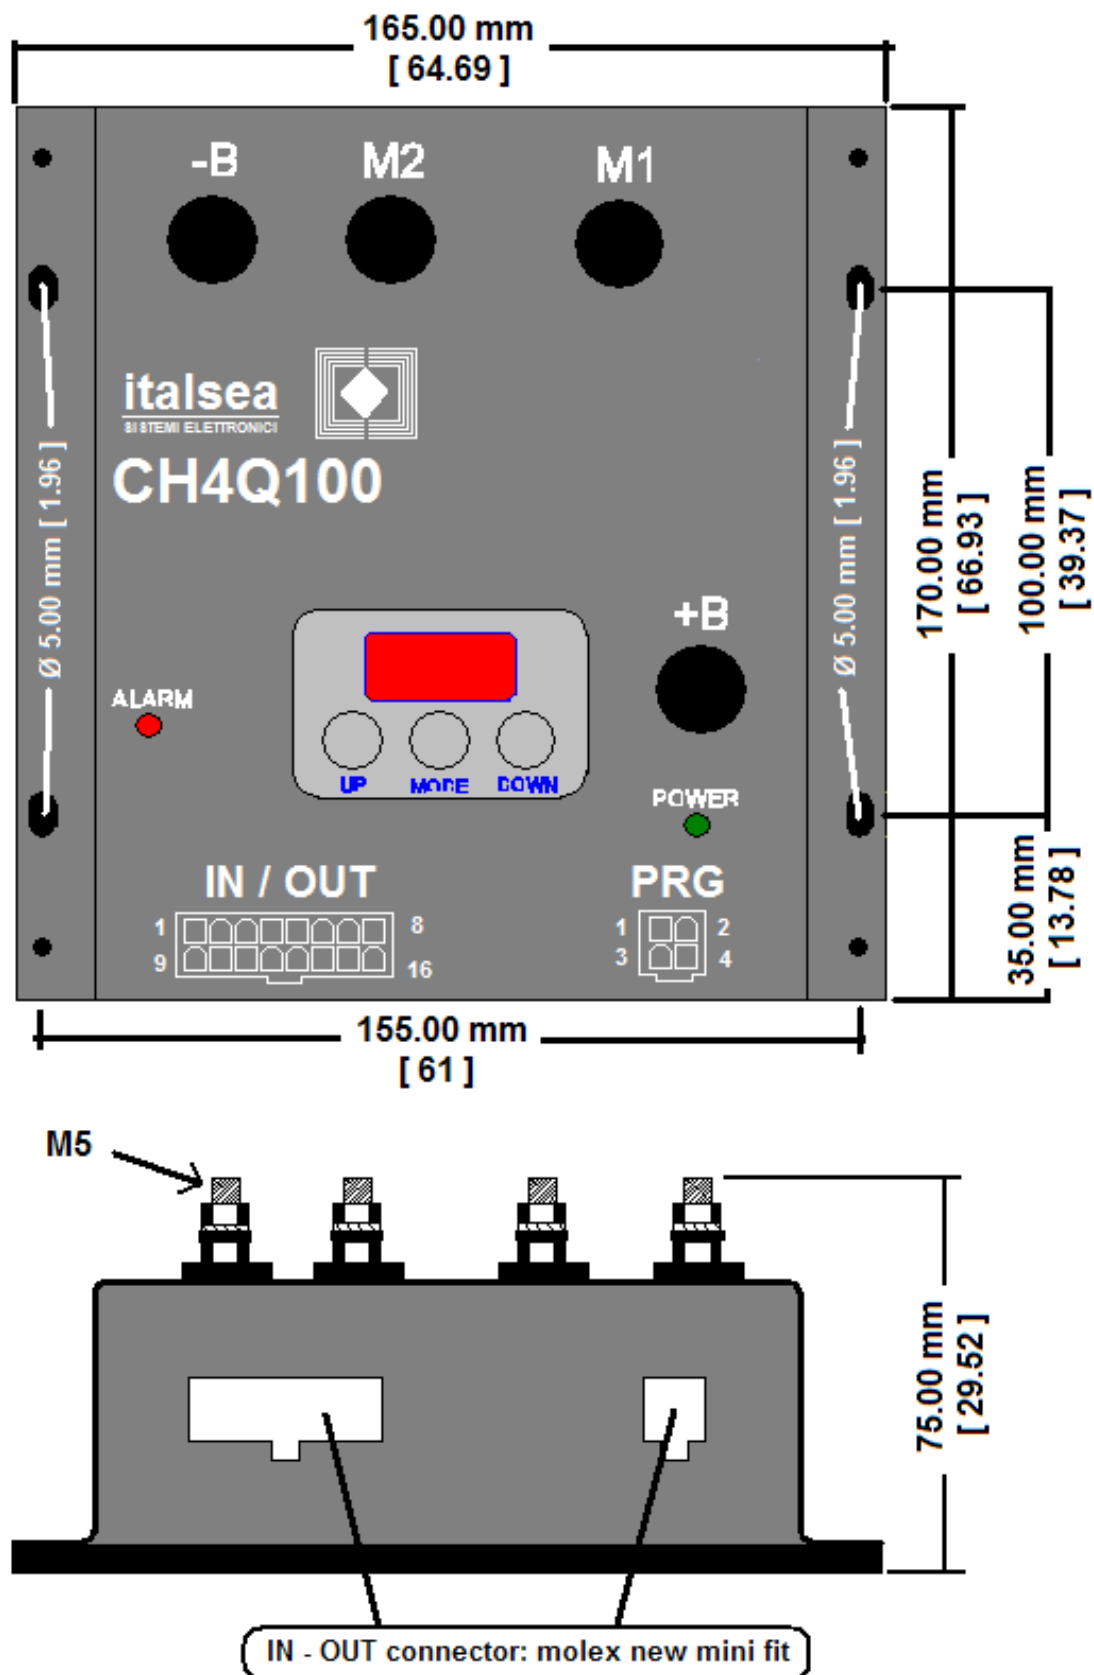 165.00 mm
[ 64.69 ]
-B
M2
M1
italsea
SISTEMI ELETTRONICI
CH4Q100
Ø 5.00 mm [ 1.96 ]
Ø 5.00 mm [ 1.96 ]
170.00 mm
[ 66.93 ]
100.00 mm
[ 39.37 ]
+B
ALARM
UP
MODE
DOWN
POWER
IN / OUT
PRG
1
8
9
16
1
2
3
4
35.00 mm
[ 13.78 ]
155.00 mm
[ 61 ]
M5
75.00 mm
[ 29.52 ]
IN - OUT connector: molex new mini fit